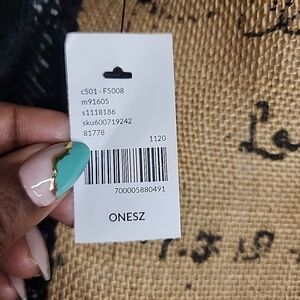 c501 - F5008
m91605
s1118186
sku600719242
81778
1120
700005880491
ONESZ